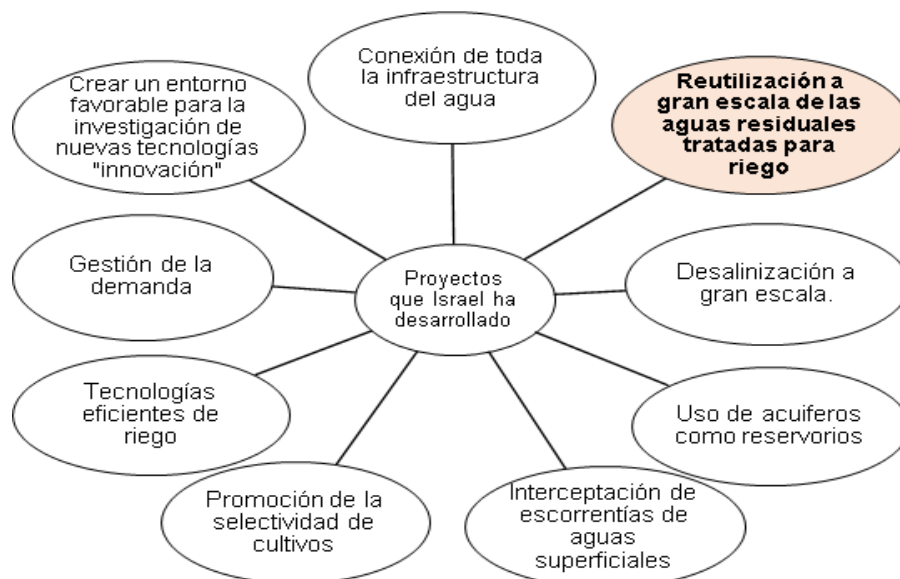 Conexión de toda
la infraestructura
del agua
Reutilización a
gran escala de las
aguas residuales
tratadas para
riego
Desalinización a
gran escala.
Uso de acuiferos
como reservorios
Interceptación de
escorrentías de
aguas
superficiales
Promoción de la
selectividad de
cultivos
Tecnologías
eficientes de
riego
Gestión de la
demanda
Crear un entorno
favorable para la
investigación de
nuevas tecnologías
"innovación"
Proyectos
que Israel ha
desarrollado